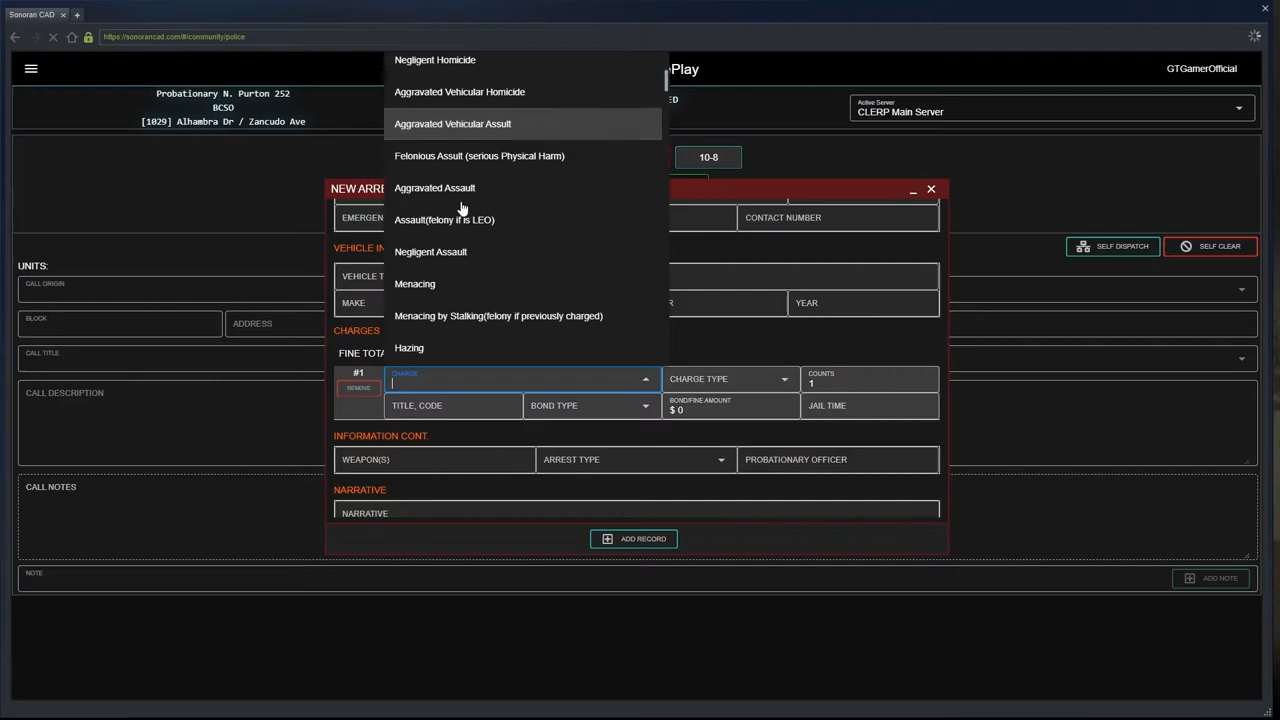 Sonoran CAD
https://sonorancad.com/#/community/police
Play
GTGamerOfficial
Probationary N. Purton 252
BCSO
[1029] Alhambra Dr / Zancudo Ave
ED
Active Server
CLERP Main Server
10-8
NEW ARRE
SELF DISPATCH
SELF CLEAR
UNITS:
CALL ORIGIN
BLOCK
ADDRESS
CALL TITLE
CALL DESCRIPTION
CALL NOTES
NOTE
ADD NOTE
Negligent Homicide
Aggravated Vehicular Homicide
Aggravated Vehicular Assult
Felonious Assult (serious Physical Harm)
Aggravated Assault
Assault(felony if is LEO)
Negligent Assault
Menacing
Menacing by Stalking(felony if previously charged)
Hazing
EMERGEN
CONTACT NUMBER
VEHICLE IN
VEHICLE T
MAKE
R
YEAR
CHARGES
FINE TOTA
#1
REMOVE
CHARGE
CHARGE TYPE
COUNTS
1
TITLE, CODE
BOND TYPE
BOND/FINE AMOUNT
$ 0
JAIL TIME
INFORMATION CONT.
WEAPON(S)
ARREST TYPE
PROBATIONARY OFFICER
NARRATIVE
NARRATIVE
ADD RECORD